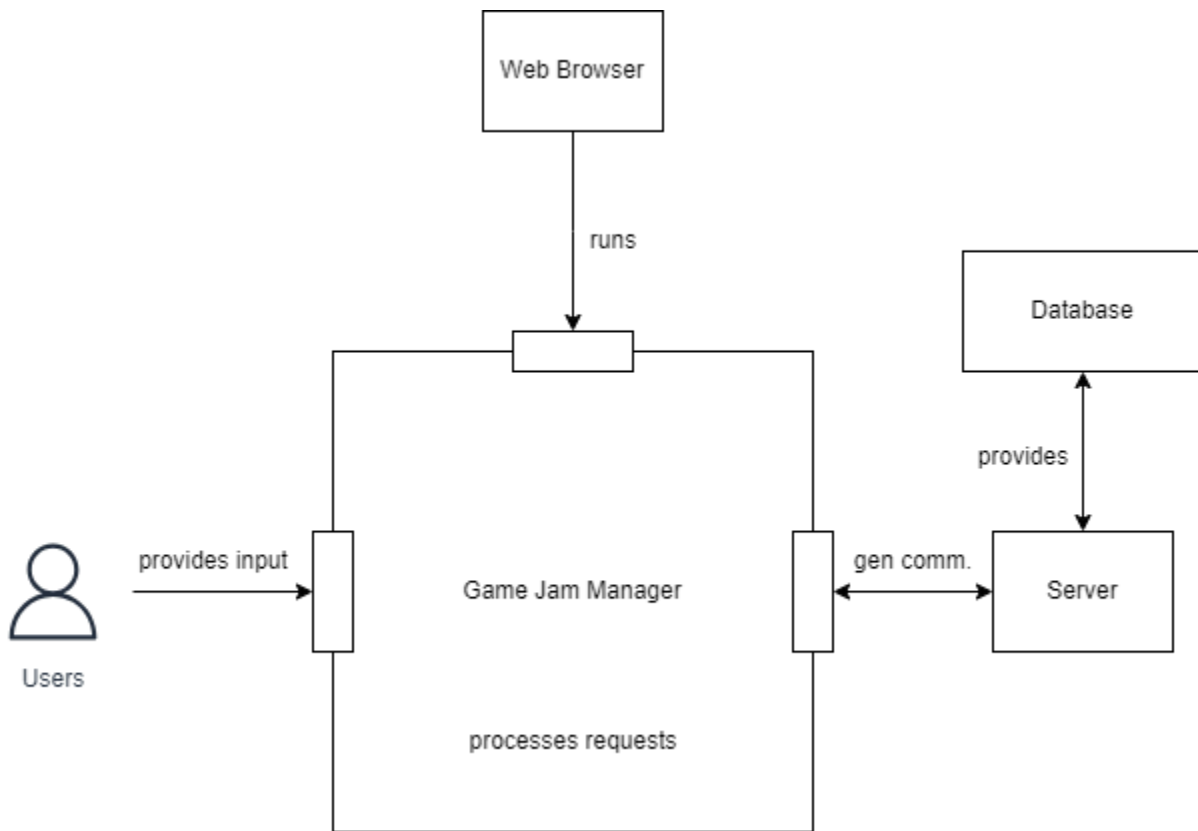 Web Browser
runs
Database
provides
provides input
Game Jam Manager
gen comm.
Server
Users
processes requests